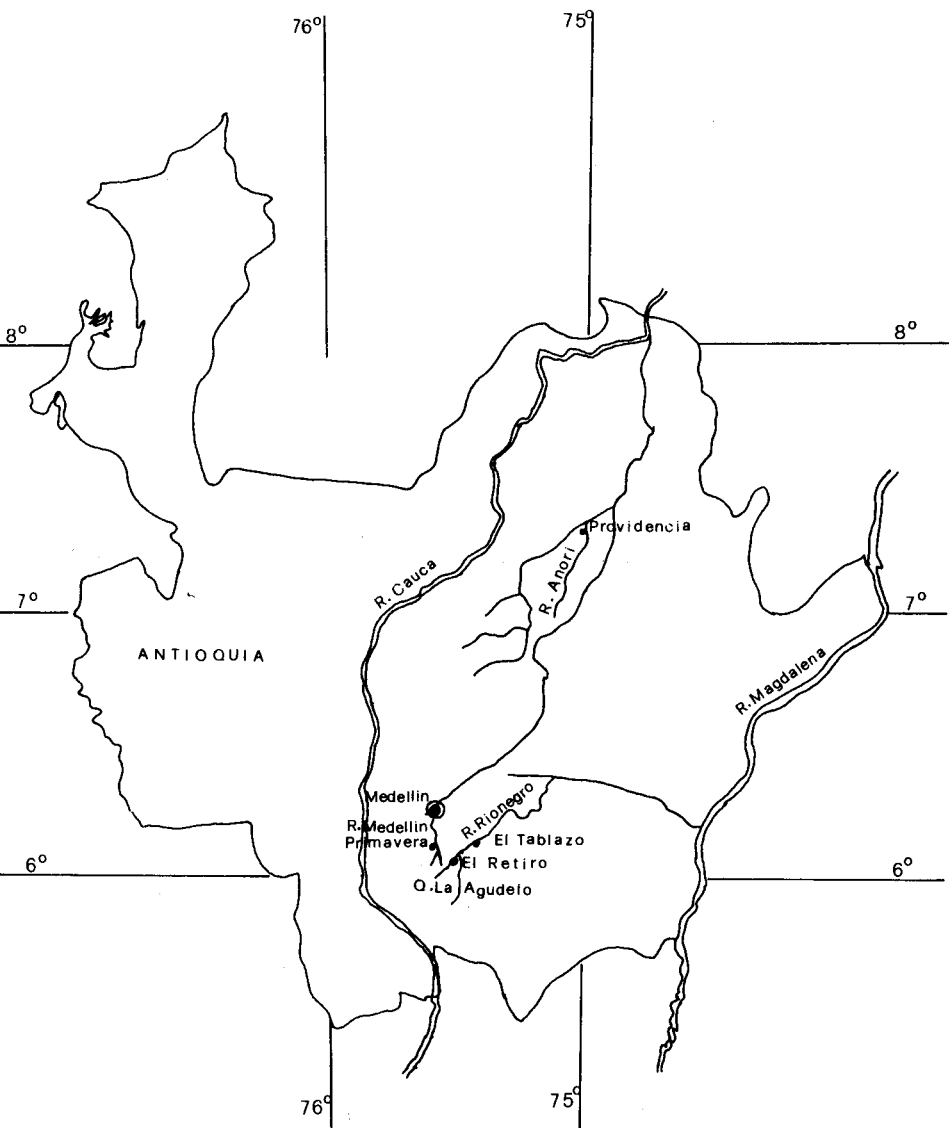 76°
75°
8°
8°
Providencia
R. Anori
R. Cauca
7°
7°
ANTIOQUIA
R. Magdalena
Medellin
R. Rionegro
R. Medellin
Primavera
El Tablazo
El Retiro
6°
6°
Q. La Agudelo
76°
75°